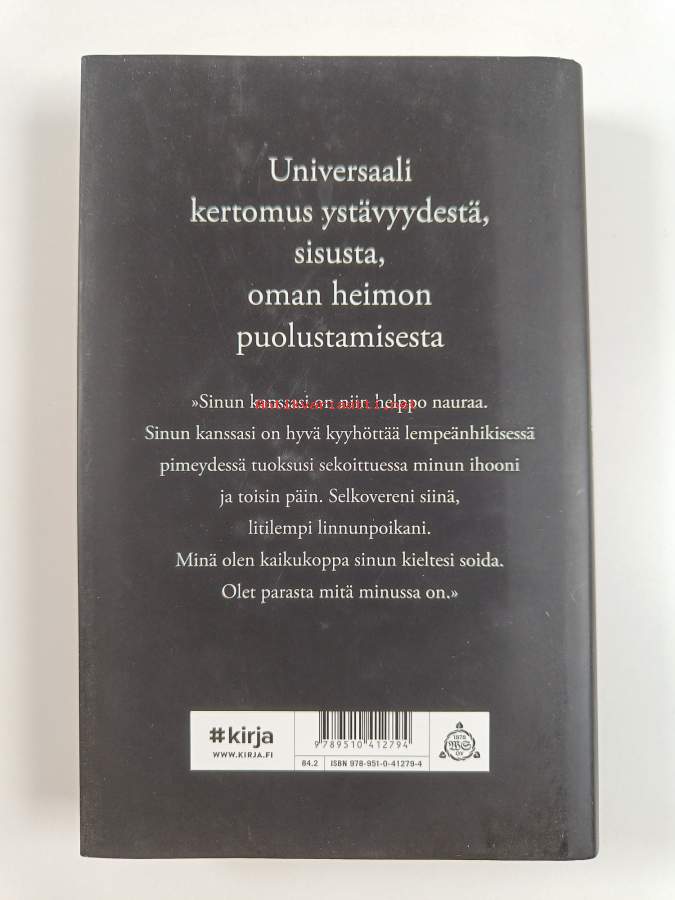 Universaali
kertomus ystävyydestä,
sisusta,
oman heimon
puolustamisesta
»Sinun kanssasi on niin helppo nauraa.
Sinun kanssasi on hyvä kyyhöttää lempeänhikisessä
pimeydessä tuoksusi sekoittuessa minun ihooni
ja toisin päin. Selkovereni siinä,
litilempi linnunpoikani.
Minä olen kaikukoppa sinun kieltesi soida.
Olet parasta mitä minussa on.»
#kirja
WWW.KIRJA.FI
9 789510 412794
84.2 ISBN 978-951-0-41279-4
1878
WS
OY